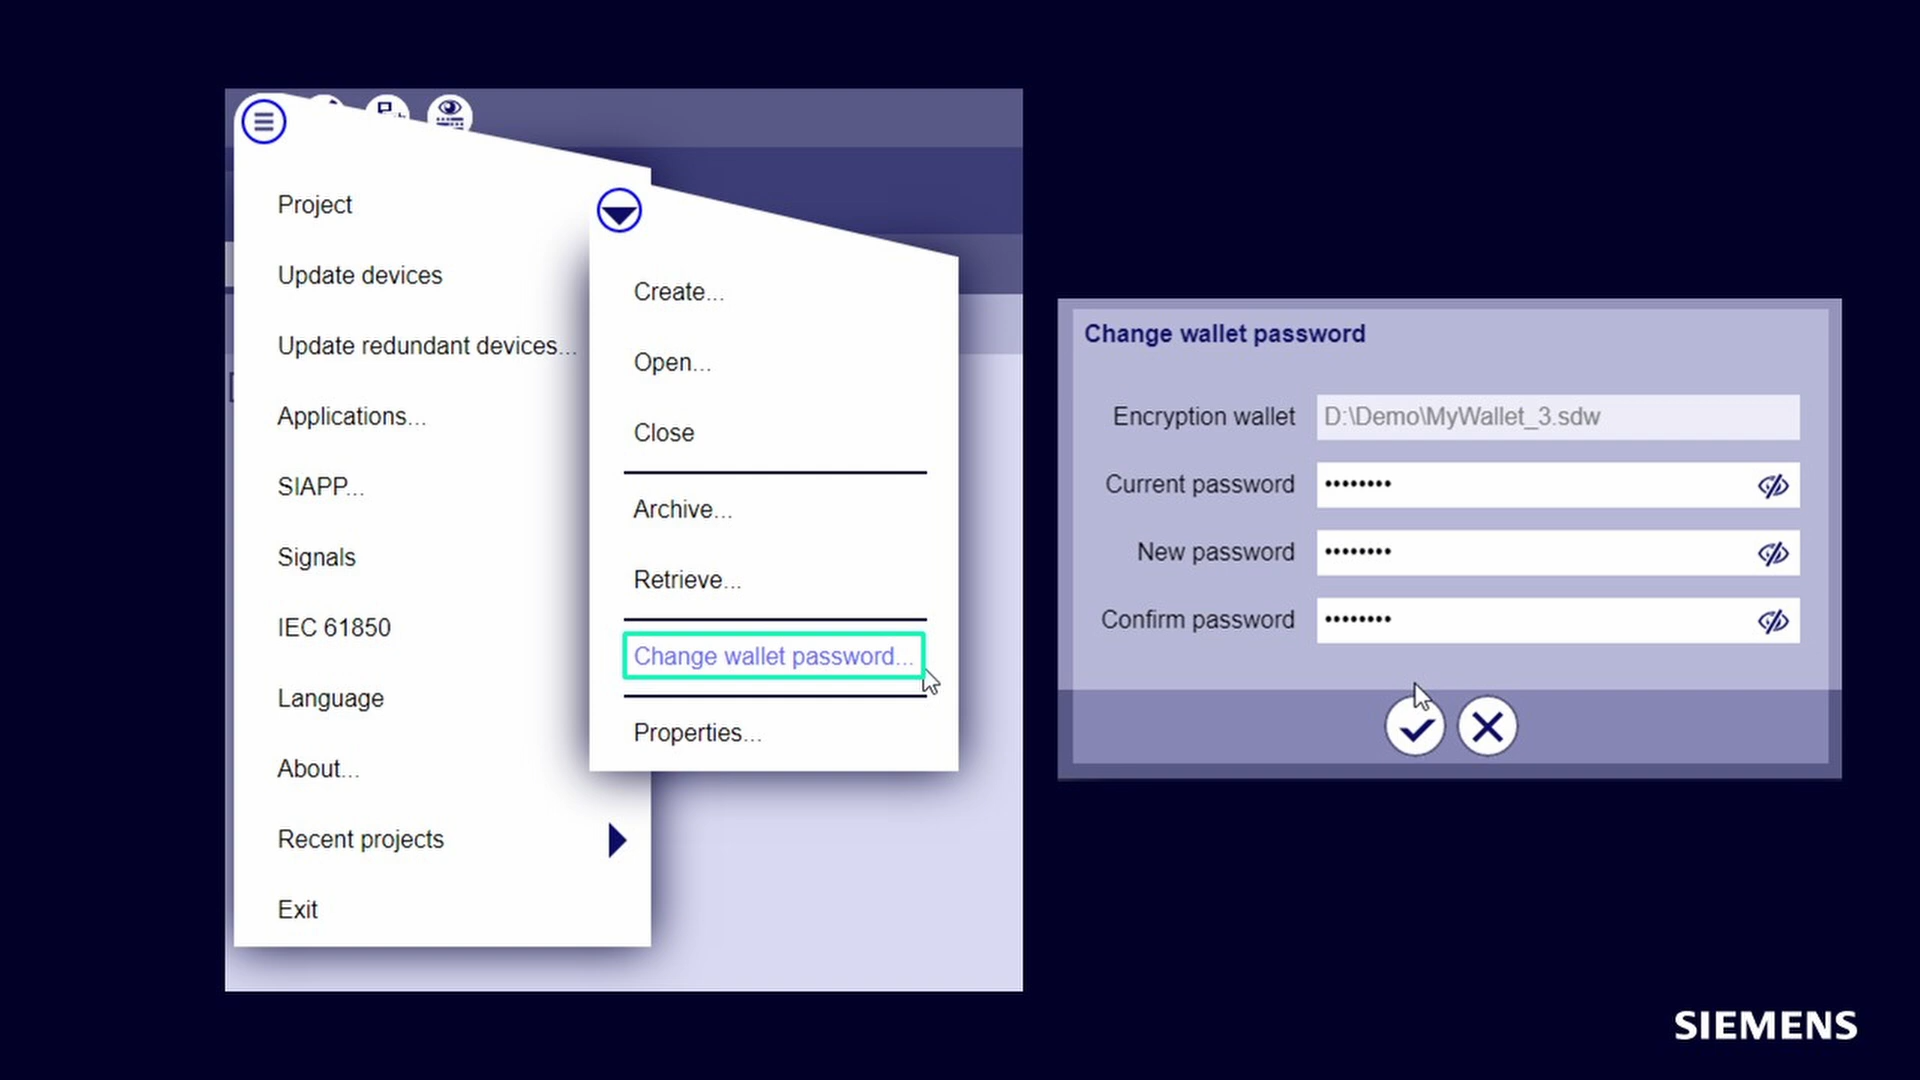 Project
Update devices
Update redundant devices...
Applications...
SIAPP...
Signals
IEC 61850
Language
About...
Recent projects
Exit
Create...
Open...
Close
Archive...
Retrieve...
Change wallet password...
Properties...
Change wallet password
Encryption wallet D:\Demo\MyWallet_3.sdw
Current password ••••••••
New password ••••••••
Confirm password ••••••••
SIEMENS